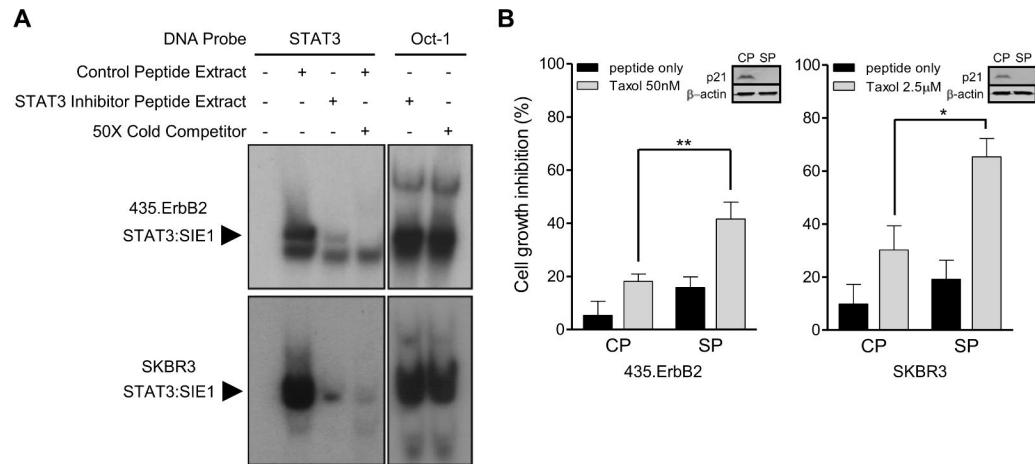 A
DNA Probe STAT3 Oct-1
Control Peptide Extract - + - + - -
STAT3 Inhibitor Peptide Extract - - + - + -
50X Cold Competitor - - - + - +
435.ErbB2
STAT3:SIE1
SKBR3
STAT3:SIE1
B
Cell growth inhibition (%)
100
80
60
40
20
0
peptide only
Taxol 50nM
CP SP
p21
β-actin
**
CP SP
435.ErbB2
100
80
60
40
20
0
peptide only
Taxol 2.5µM
CP SP
p21
β-actin
*
CP SP
SKBR3